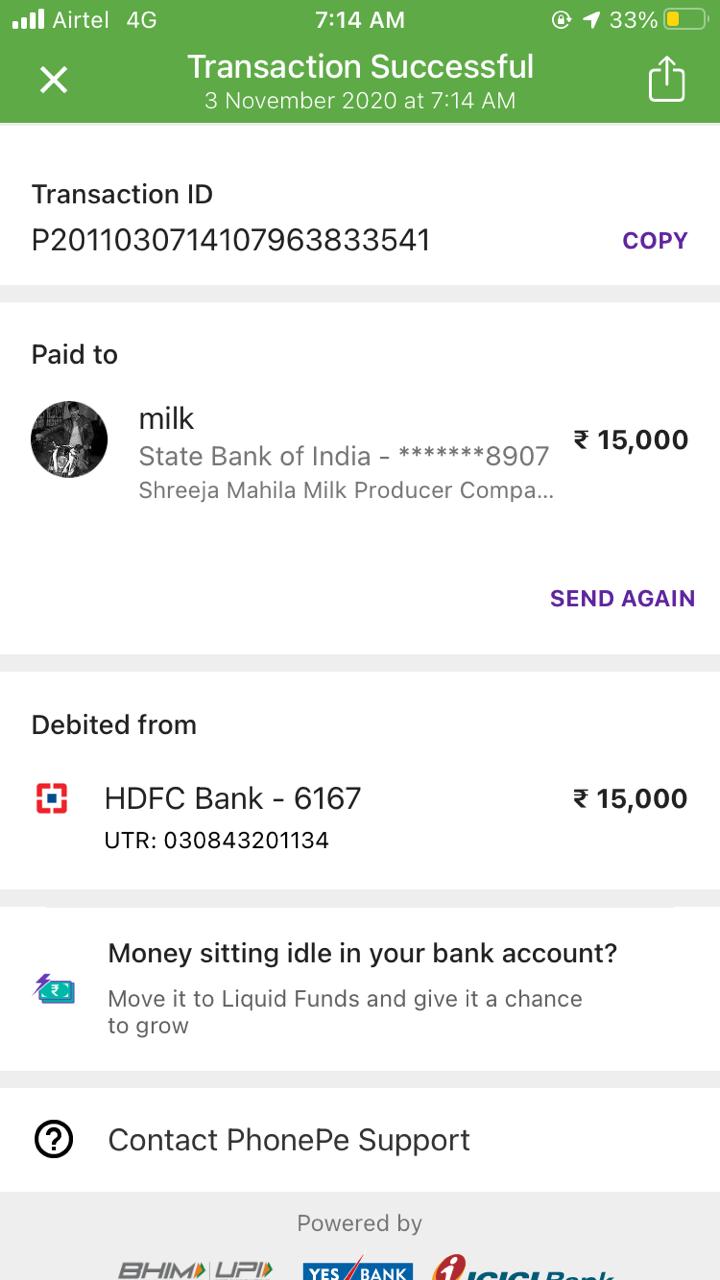 Airtel 4G 7:14 AM 33%
Transaction Successful
3 November 2020 at 7:14 AM
Transaction ID
P2011030714107963833541 COPY
Paid to
milk
₹ 15,000
State Bank of India - *******8907
Shreeja Mahila Milk Producer Compa...
SEND AGAIN
Debited from
HDFC Bank - 6167 ₹ 15,000
UTR: 030843201134
Money sitting idle in your bank account?
Move it to Liquid Funds and give it a chance
to grow
Contact PhonePe Support
Powered by
BHIM UPI YES BANK ICICI Bank